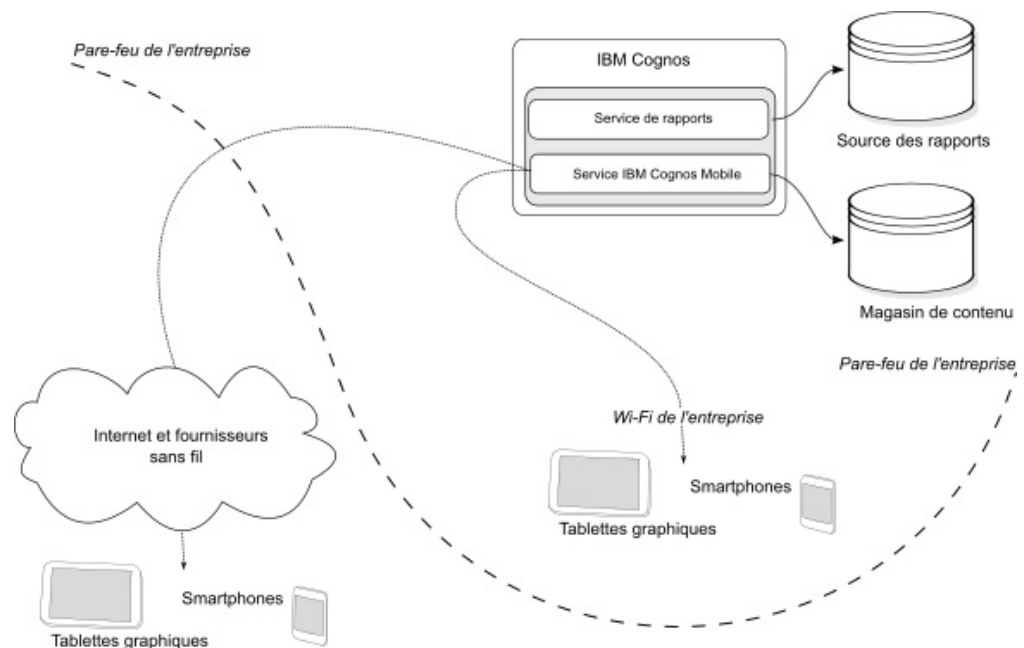 Pare-feu de l'entreprise
IBM Cognos
Service de rapports
Source des rapports
Service IBM Cognos Mobile
Magasin de contenu
Pare-feu de l'entreprise
Wi-Fi de l'entreprise
Internet et fournisseurs
sans fil
Smartphones
Tablettes graphiques
Smartphones
Tablettes graphiques